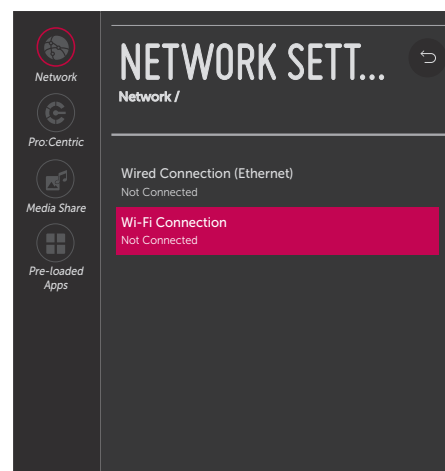 Network
Pro:Centric
Media Share
Pre-loaded
Apps
NETWORK SETT...
Network /
Wired Connection (Ethernet)
Not Connected
Wi-Fi Connection
Not Connected